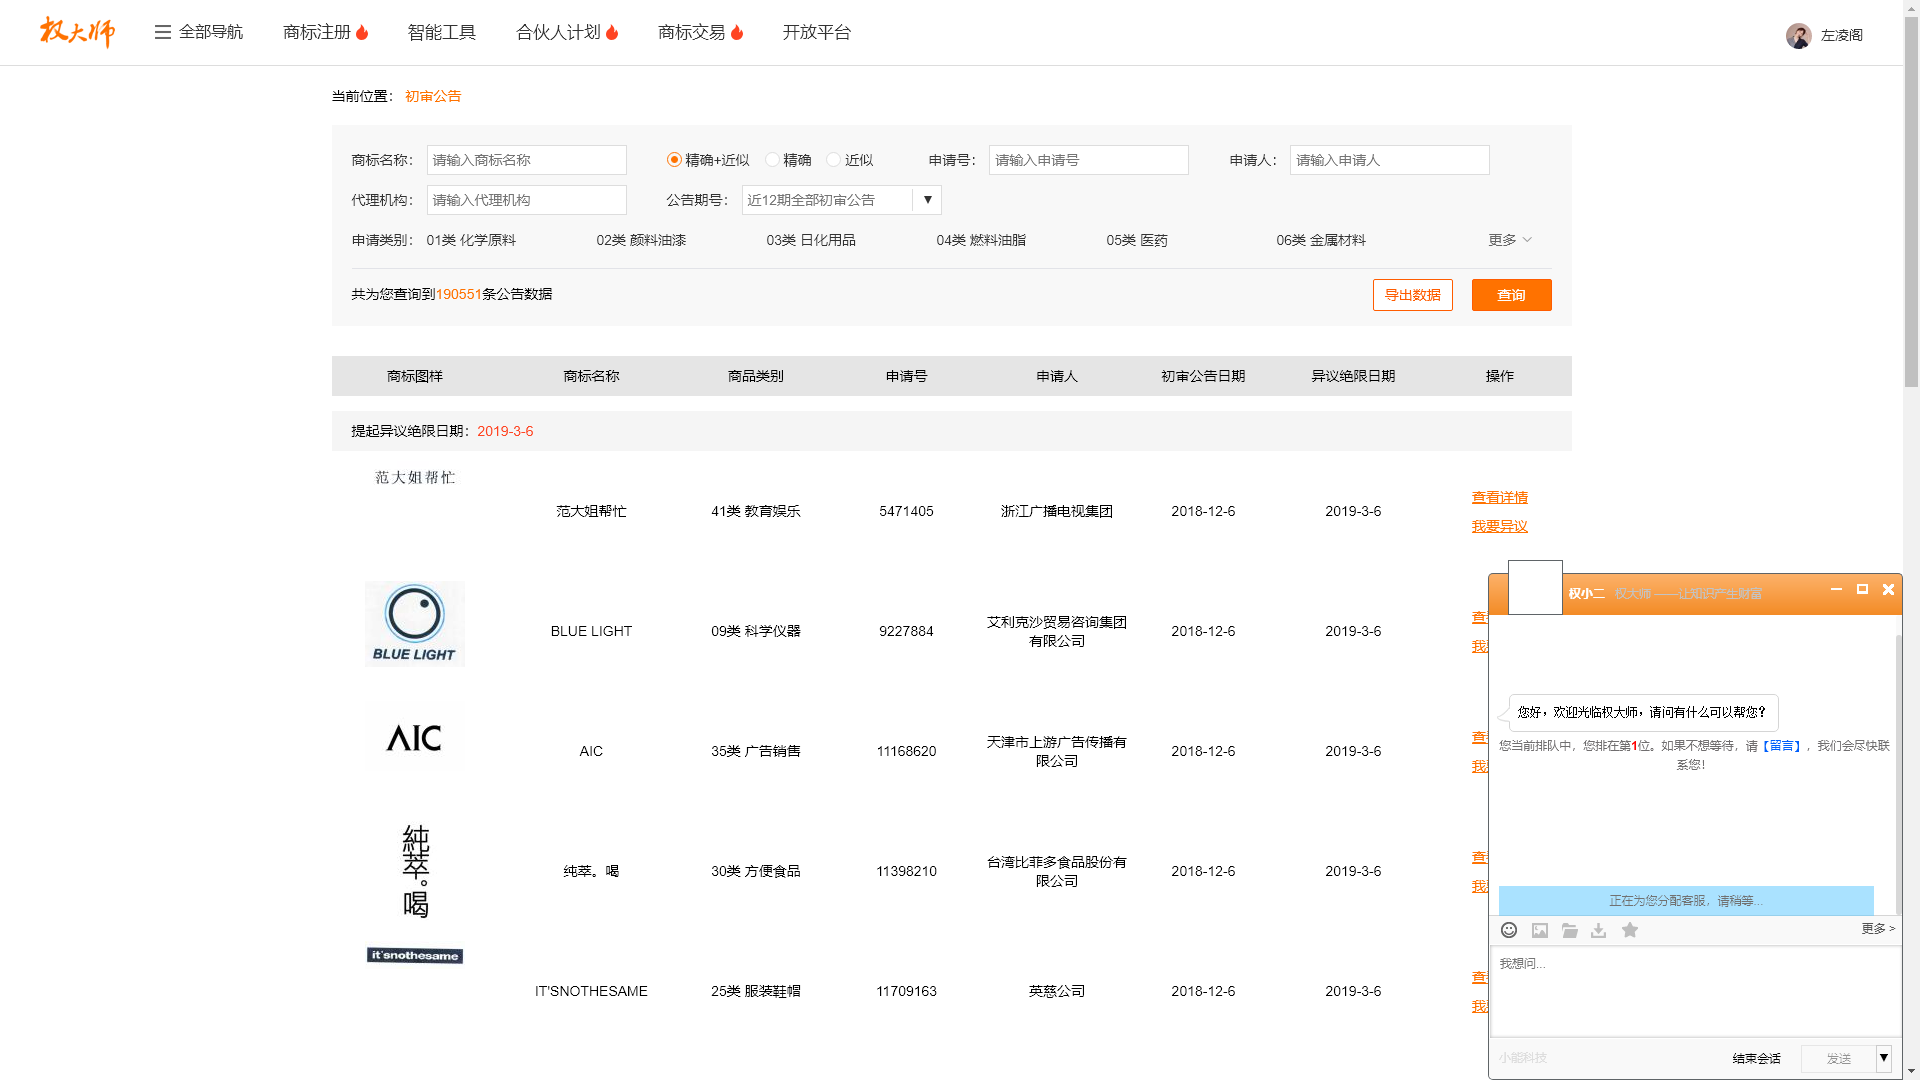 权大师 全部导航 商标注册 智能工具 合伙人计划 商标交易 开放平台 左凌阁
当前位置： 初审公告
商标名称： 请输入商标名称 精确+近似 精确 近似 申请号： 请输入申请号 申请人： 请输入申请人
代理机构： 请输入代理机构 公告期号： 近12期全部初审公告
申请类别： 01类 化学原料 02类 颜料油漆 03类 日化用品 04类 燃料油脂 05类 医药 06类 金属材料 更多
共为您查询到190551条公告数据 导出数据 查询
商标图样 商标名称 商品类别 申请号 申请人 初审公告日期 异议绝限日期 操作
提起异议绝限日期：2019-3-6
范大姐帮忙
范大姐帮忙 41类 教育娱乐 5471405 浙江广播电视集团 2018-12-6 2019-3-6 查看详情
我要异议
BLUE LIGHT
BLUE LIGHT 09类 科学仪器 9227884 艾利克沙贸易咨询集团
有限公司 2018-12-6 2019-3-6 查
我
AIC
AIC 35类 广告销售 11168620 天津市上游广告传播有
限公司 2018-12-6 2019-3-6 查
我
純萃。喝
纯萃。喝 30类 方便食品 11398210 台湾比菲多食品股份有
限公司 2018-12-6 2019-3-6 查
我
it'snothesame
IT'SNOTHESAME 25类 服装鞋帽 11709163 英慈公司 2018-12-6 2019-3-6 查
我
权小二 权大师 ——让知识产生财富
您好，欢迎光临权大师，请问有什么可以帮您？
您当前排队中，您排在第1位。如果不想等待，请【留言】，我们会尽快联
系您！
正在为您分配客服，请稍等...
更多 >
我想问...
小能科技 结束会话 发送